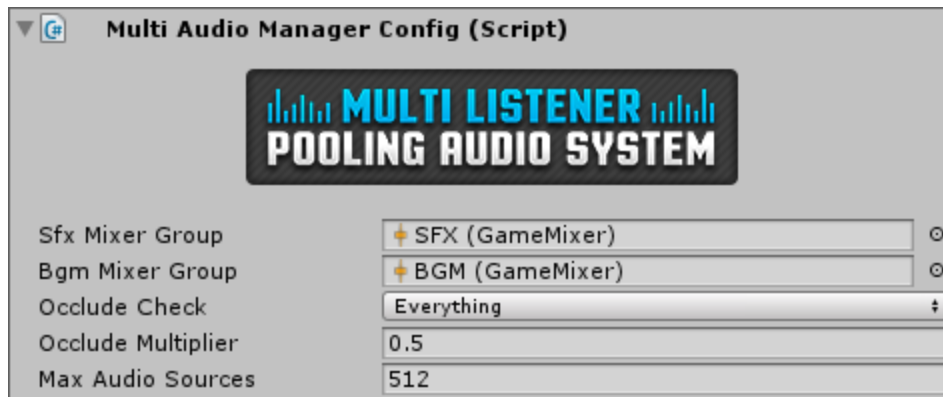 Multi Audio Manager Config (Script)
MULTI LISTENER
POOLING AUDIO SYSTEM
Sfx Mixer Group SFX (GameMixer)
Bgm Mixer Group BGM (GameMixer)
Occlude Check Everything
Occlude Multiplier 0.5
Max Audio Sources 512